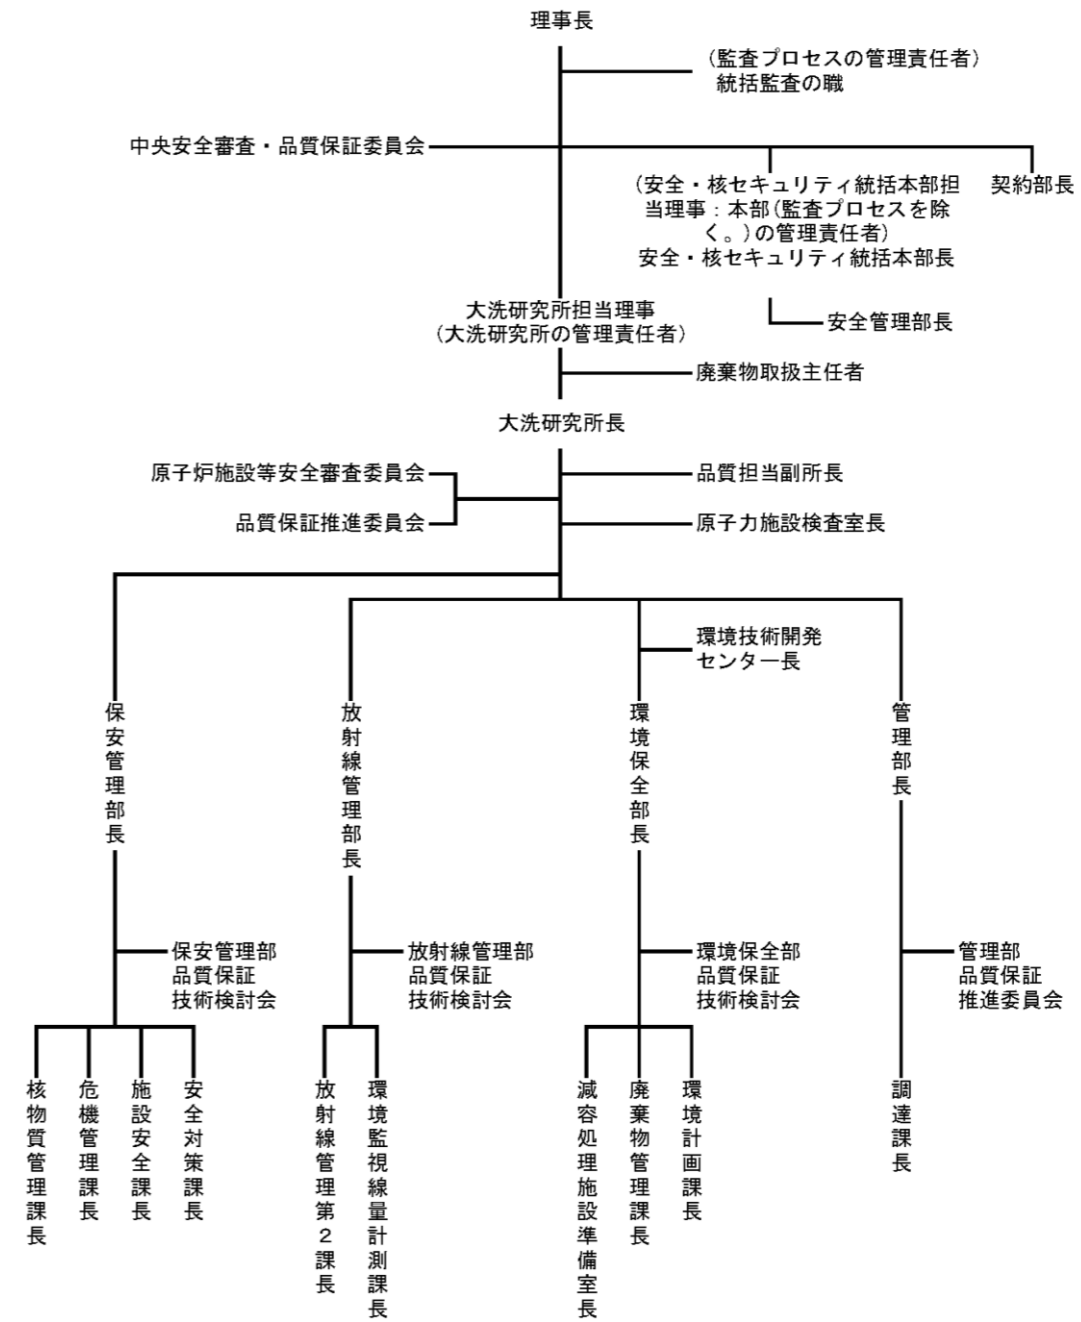 理事長
（監査プロセスの管理責任者）
統括監査の職
中央安全審査・品質保証委員会
（安全・核セキュリティ統括本部担
当理事：本部（監査プロセスを除
く。）の管理責任者）
安全・核セキュリティ統括本部長
契約部長
安全管理部長
大洗研究所担当理事
（大洗研究所の管理責任者）
廃棄物取扱主任者
大洗研究所長
原子炉施設等安全審査委員会
品質保証推進委員会
品質担当副所長
原子力施設検査室長
環境技術開発
センター長
保安管理部長
放射線管理部長
環境保全部長
管理部長
保安管理部
品質保証
技術検討会
放射線管理部
品質保証
技術検討会
環境保全部
品質保証
技術検討会
管理部
品質保証
推進委員会
核物質管理課長
危機管理課長
施設安全課長
安全対策課長
放射線管理第２課長
環境監視線量計測課長
減容処理施設準備室長
廃棄物管理課長
環境計画課長
調達課長